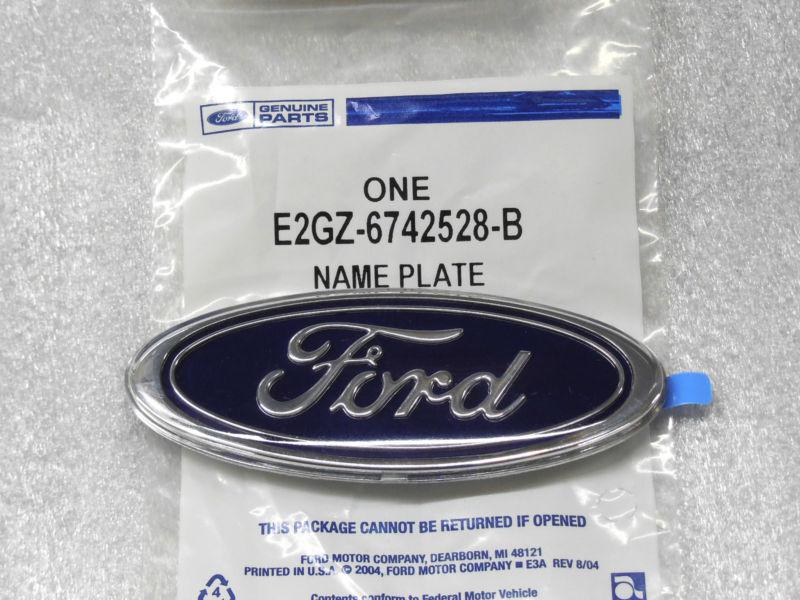 Ford
GENUINE
PARTS
ONE
E2GZ-6742528-B
NAME PLATE
Ford
THIS PACKAGE CANNOT BE RETURNED IF OPENED
FORD MOTOR COMPANY, DEARBORN, MI 48121
PRINTED IN U.S.A. © 2004, FORD MOTOR COMPANY ■ E3A REV 8/04
4
Contents conform to Federal Motor Vehicle